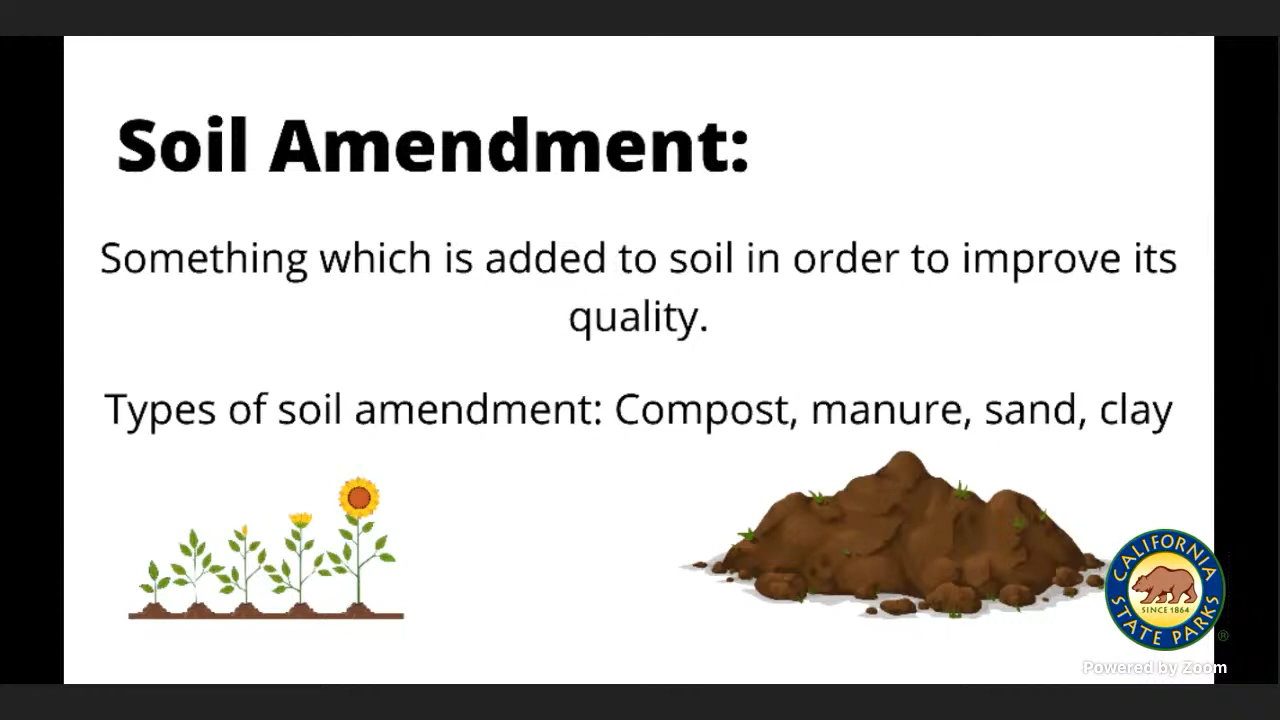 Soil Amendment:
Something which is added to soil in order to improve its
quality.
Types of soil amendment: Compost, manure, sand, clay
CALIFORNIA
SINCE 1864
STATE PARKS
®
Powered by Zoom